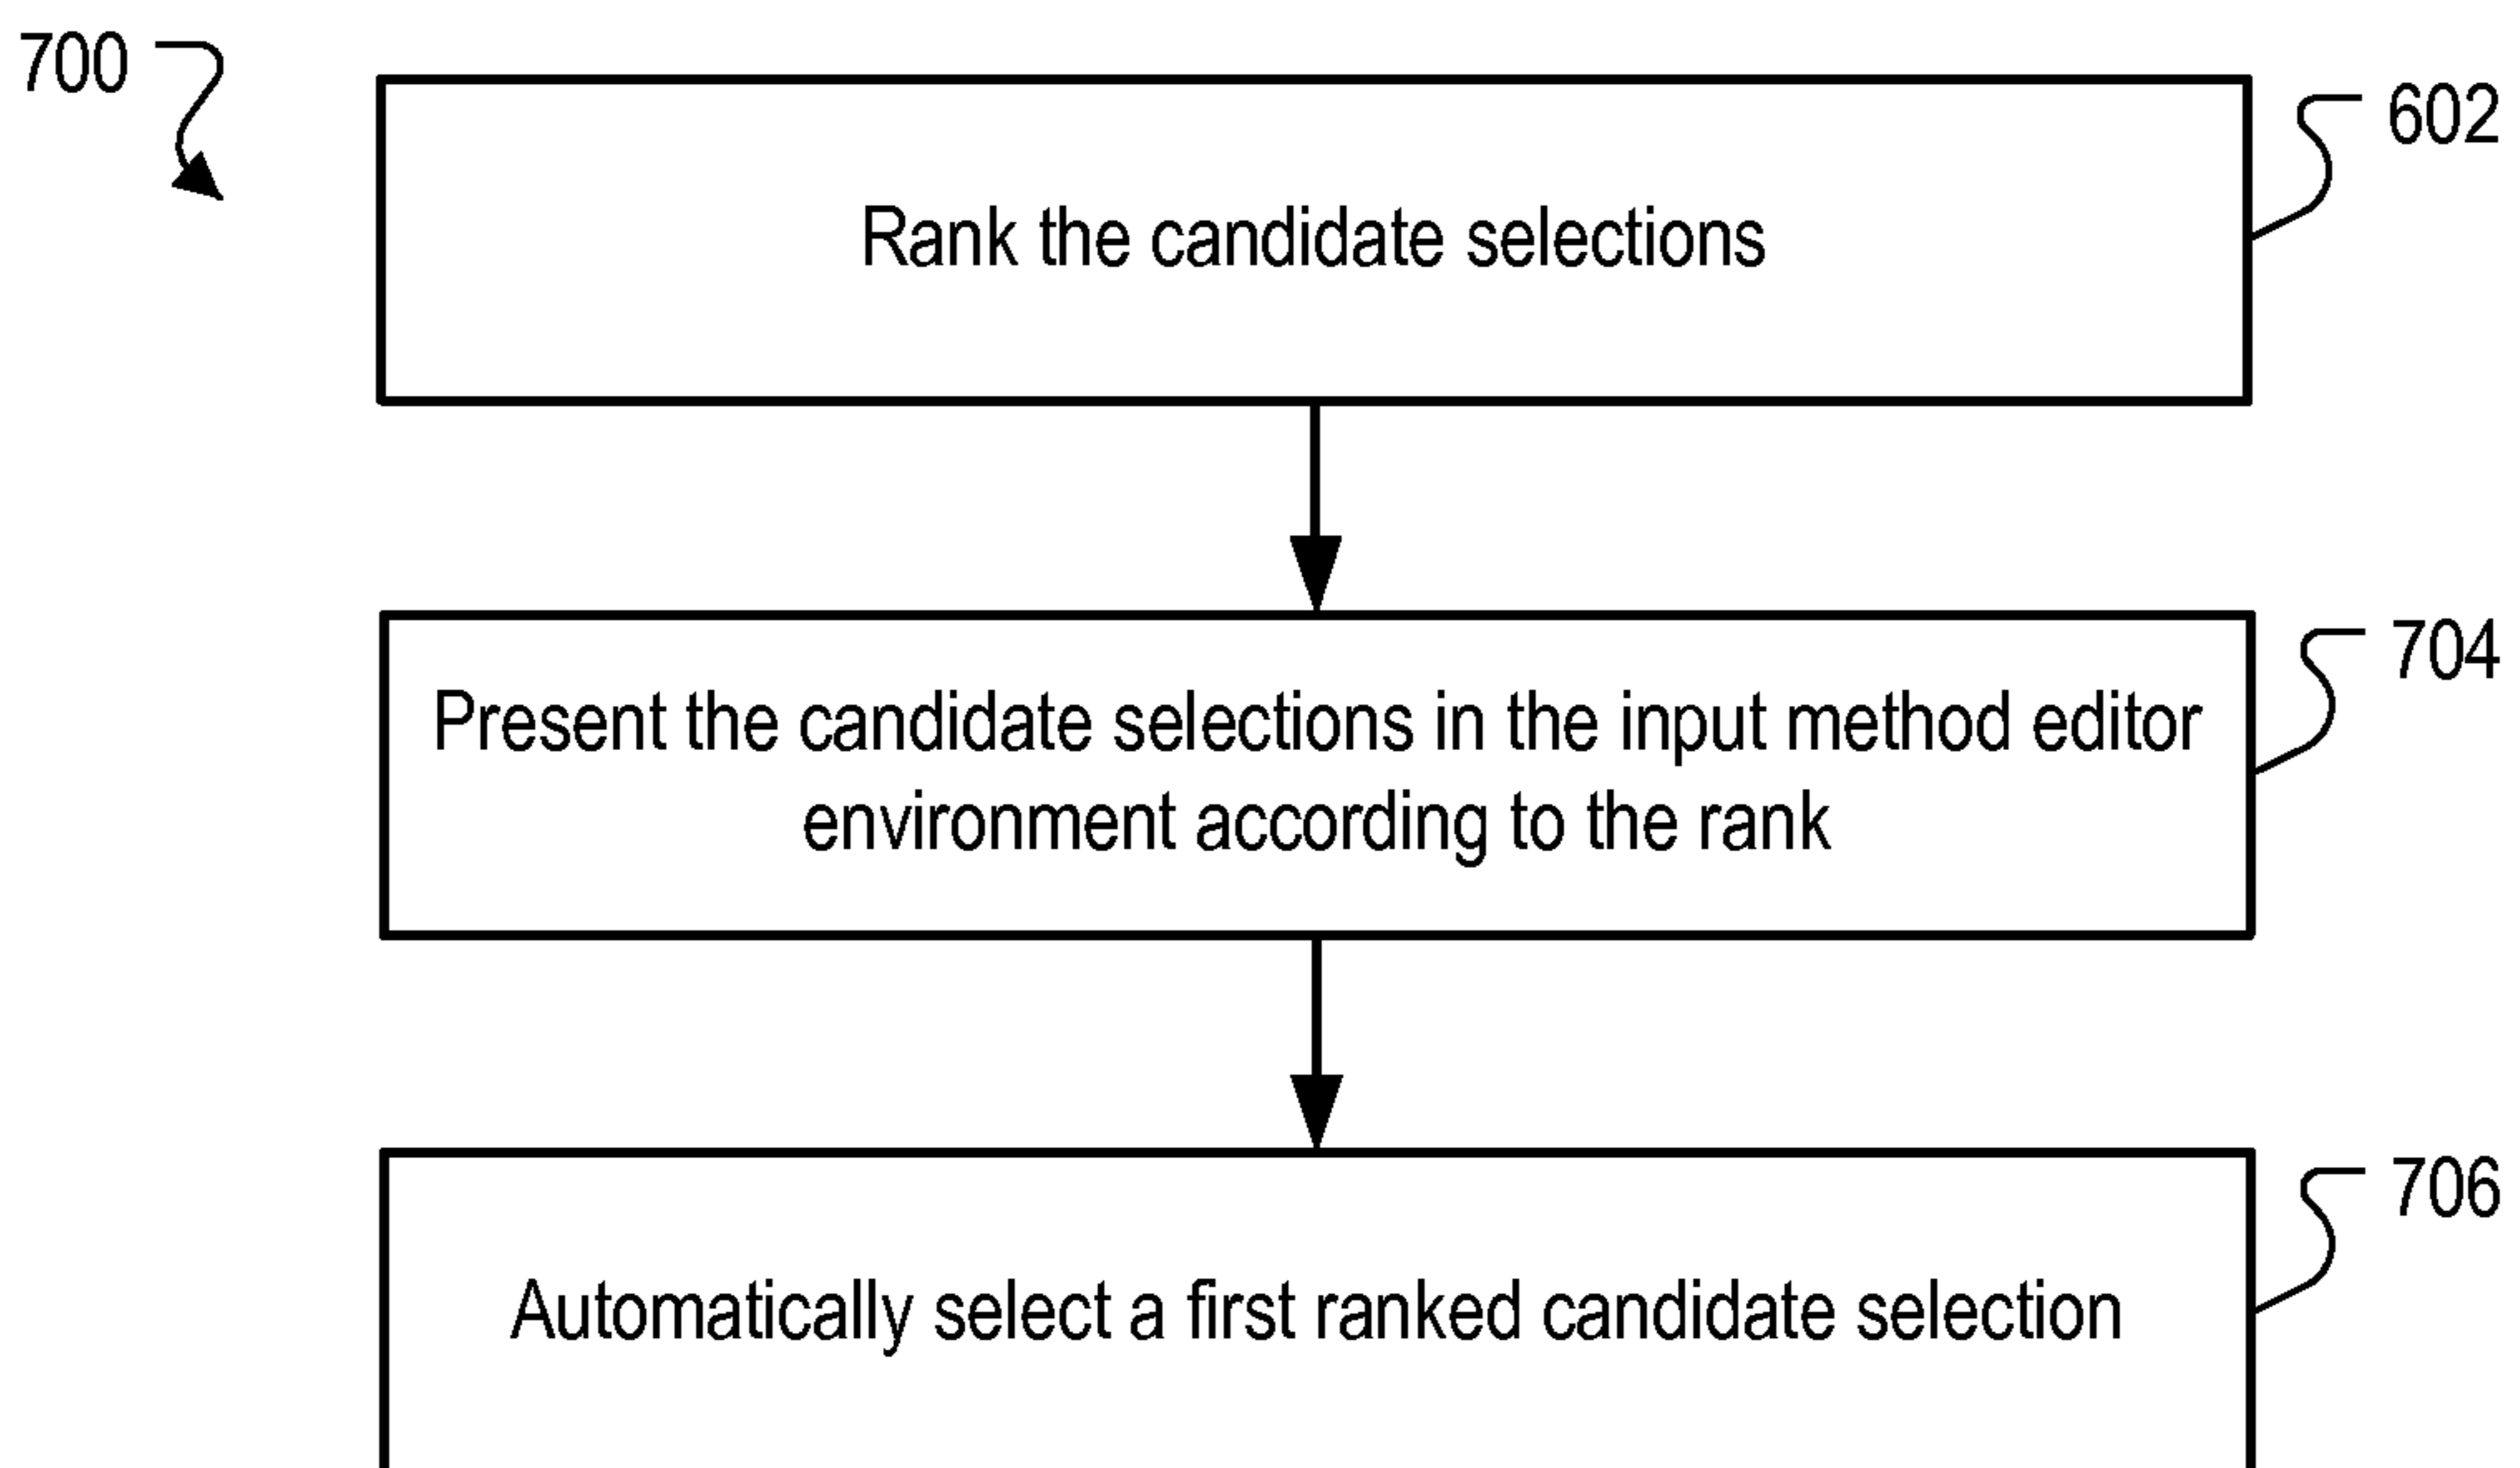 700
602
Rank the candidate selections
704
Present the candidate selections in the input method editor
environment according to the rank
706
Automatically select a first ranked candidate selection